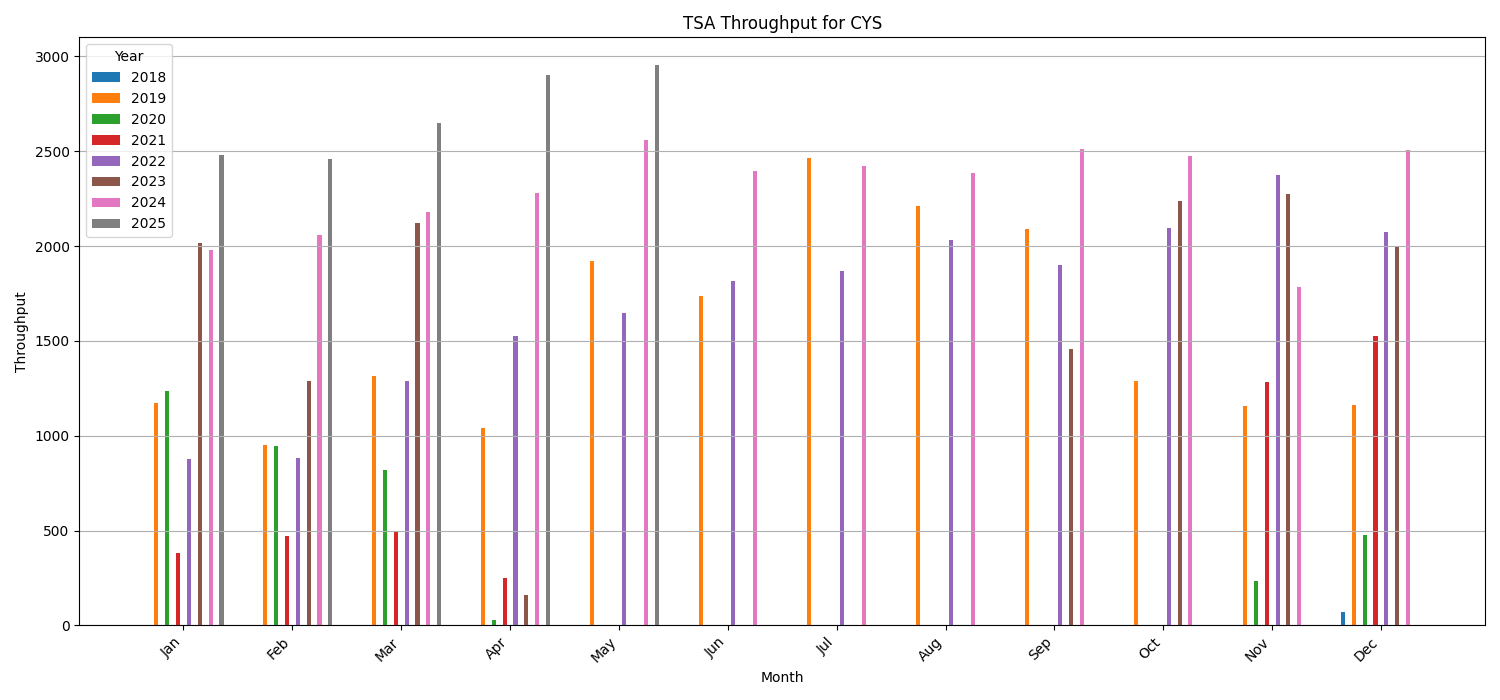 TSA Throughput for CYS
Year
2018
2019
2020
2021
2022
2023
2024
2025
Throughput
3000
2500
2000
1500
1000
500
0
Jan
Feb
Mar
Apr
May
Jun
Jul
Aug
Sep
Oct
Nov
Dec
Month